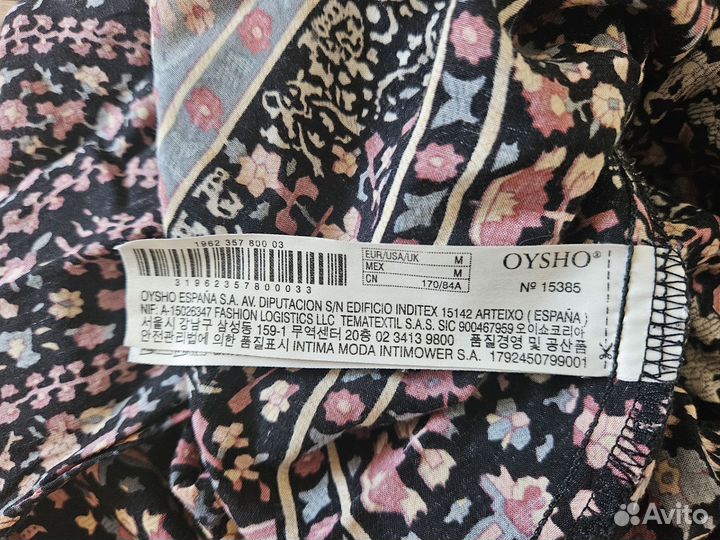 1962 357 800 03
31962357800033
EUR/USA/UK M
MEX M
CN 170/84A
OYSHO®
Nº 15385
OYSHO ESPAÑA S.A. AV. DIPUTACION S/N EDIFICIO INDITEX 15142 ARTEIXO ( ESPAÑA )
NIF: A-15026347 FASHION LOGISTICS LLC TEMATEXTIL S.A.S. SIC 900467959 오이쇼코리아
서울시 강남구 삼성동 159-1 무역센터 20층 02 3413 9800 품질경영 및 공산품
안전관리법에 의한 품질표시 INTIMA MODA INTIMOWER S.A. 1792450799001
Avito